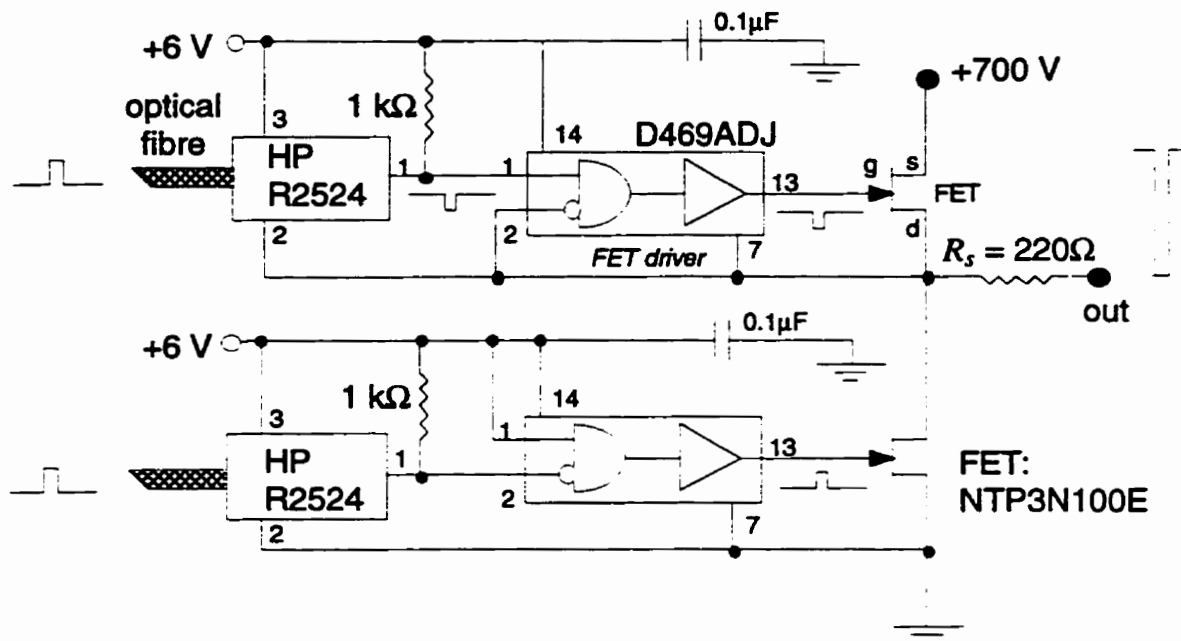 +6 V
0.1µF
+700 V
optical
fibre
1 kΩ
3
14
D469ADJ
HP
R2524
1
1
13
g
s
FET
2
2
7
d
FET driver
R_s = 220Ω
out
+6 V
0.1µF
1 kΩ
3
14
1
HP
R2524
1
13
FET:
NTP3N100E
2
2
7